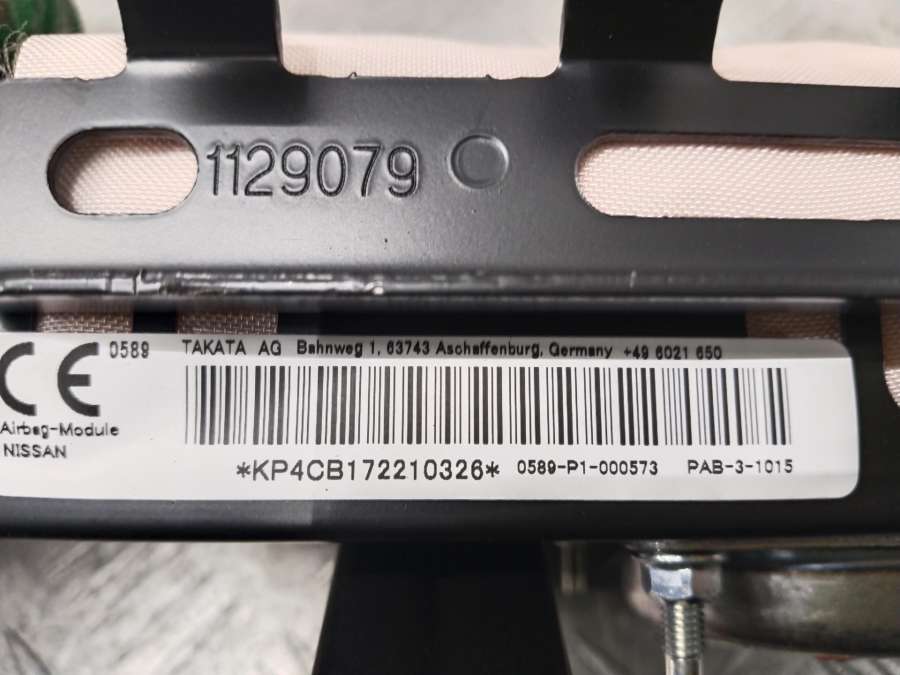 1129079
CE 0589 TAKATA AG Bahnweg 1, 63743 Aschaffenburg, Germany +49 6021 650
Airbag-Module
NISSAN
*KP4CB172210326* 0589-P1-000573 PAB-3-1015